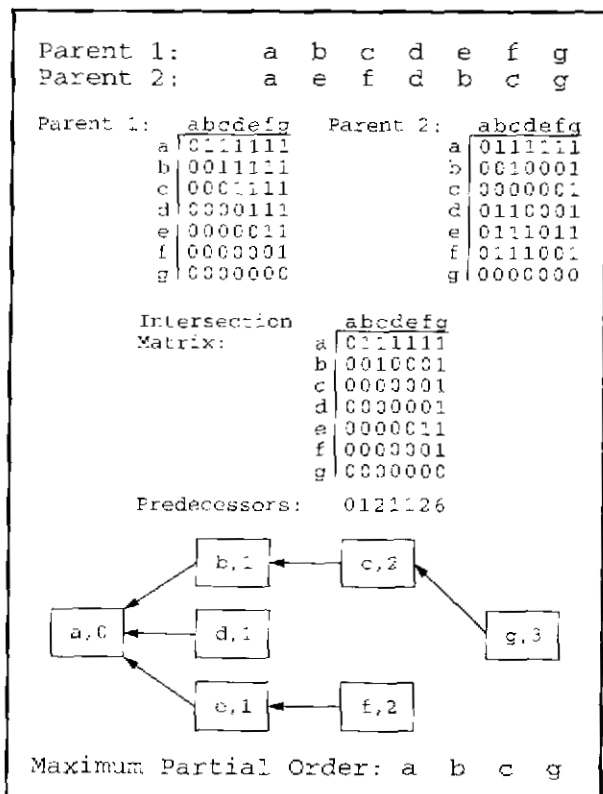 Parent 1: a b c d e f g
Parent 2: a e f d b c g
Parent 1: abcdefg Parent 2: abcdefg
a 0111111 a 0111111
b 0011111 b 0010001
c 0001111 c 0000001
d 0000111 d 0110001
e 0000011 e 0111011
f 0000001 f 0111001
g 0000000 g 0000000
Intersection abcdefg
Matrix: a 0111111
b 0010001
c 0000001
d 0000001
e 0000011
f 0000001
g 0000000
Predecessors: 0121126
b,1 c,2
a,0 d,1 g,3
e,1 f,2
Maximum Partial Order: a b c g